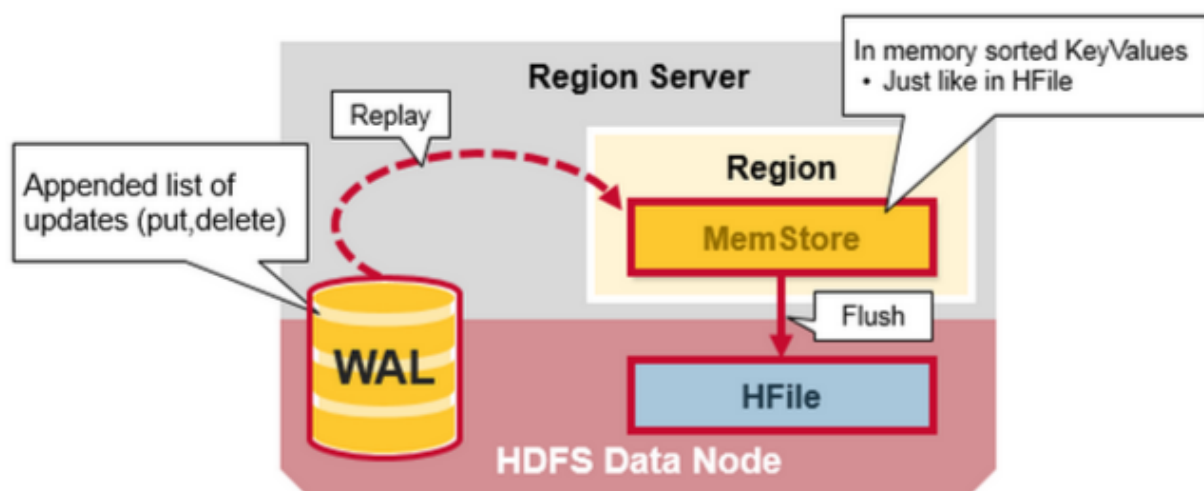 Region Server
In memory sorted KeyValues
• Just like in HFile
Replay
Appended list of
updates (put,delete)
Region
MemStore
Flush
WAL
HFile
HDFS Data Node